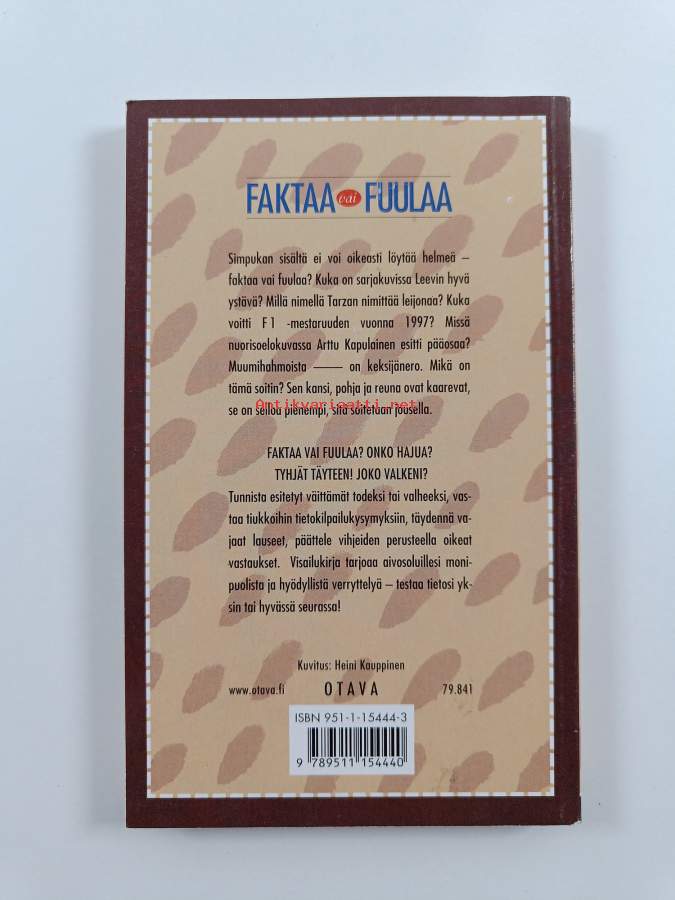 FAKTAA vai FUULAA
Simpukan sisältä ei voi oikeasti löytää helmeä –
faktaa vai fuulaa? Kuka on sarjakuvissa Leevin hyvä
ystävä? Millä nimellä Tarzan nimittää leijonaa? Kuka
voitti F1 -mestaruuden vuonna 1997? Missä
nuorisoelokuvassa Arttu Kapulainen esitti pääosaa?
Muumihahmoista —— on keksijänero. Mikä on
tämä soitin? Sen kansi, pohja ja reuna ovat kaarevat,
se on selloa pienempi, sitä soitetaan jousella.
Antikvariaatti.net
FAKTAA VAI FUULAA? ONKO HAJUA?
TYHJÄT TÄYTEEN! JOKO VALKENI?
Tunnista esitetyt väittämät todeksi tai valheeksi, vas-
taa tiukkoihin tietokilpailukysymyksiin, täydennä va-
jaat lauseet, päättele vihjeiden perusteella oikeat
vastaukset. Visailukirja tarjoaa aivosoluillesi moni-
puolista ja hyödyllistä verryttelyä – testaa tietosi yk-
sin tai hyvässä seurassa!
Kuvitus: Heini Kauppinen
www.otava.fi OTAVA 79.841
ISBN 951-1-15444-3
9 789511 154440